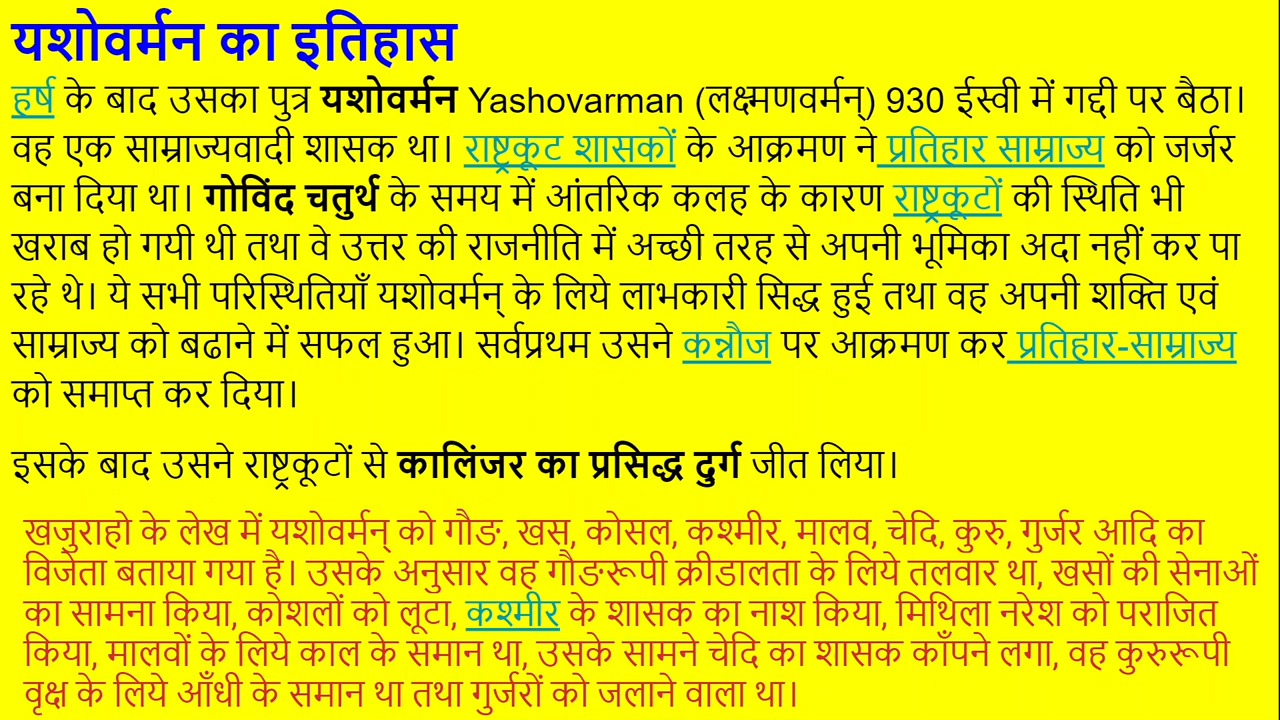 यशोवर्मन का इतिहास
हर्ष के बाद उसका पुत्र यशोवर्मन Yashovarman (लक्ष्मणवर्मन्) 930 ईस्वी में गद्दी पर बैठा।
वह एक साम्राज्यवादी शासक था। राष्ट्रकूट शासकों के आक्रमण ने प्रतिहार साम्राज्य को जर्जर
बना दिया था। गोविंद चतुर्थ के समय में आंतरिक कलह के कारण राष्ट्रकूटों की स्थिति भी
खराब हो गयी थी तथा वे उत्तर की राजनीति में अच्छी तरह से अपनी भूमिका अदा नहीं कर पा
रहे थे। ये सभी परिस्थितियाँ यशोवर्मन् के लिये लाभकारी सिद्ध हुई तथा वह अपनी शक्ति एवं
साम्राज्य को बढाने में सफल हुआ। सर्वप्रथम उसने कन्नौज पर आक्रमण कर प्रतिहार-साम्राज्य
को समाप्त कर दिया।
इसके बाद उसने राष्ट्रकूटों से कालिंजर का प्रसिद्ध दुर्ग जीत लिया।
खजुराहो के लेख में यशोवर्मन् को गौङ, खस, कोसल, कश्मीर, मालव, चेदि, कुरु, गुर्जर आदि का
विजेता बताया गया है। उसके अनुसार वह गौङरूपी क्रीडालता के लिये तलवार था, खसों की सेनाओं
का सामना किया, कोशलों को लूटा, कश्मीर के शासक का नाश किया, मिथिला नरेश को पराजित
किया, मालवों के लिये काल के समान था, उसके सामने चेदि का शासक काँपने लगा, वह कुरुरूपी
वृक्ष के लिये आँधी के समान था तथा गुर्जरों को जलाने वाला था।